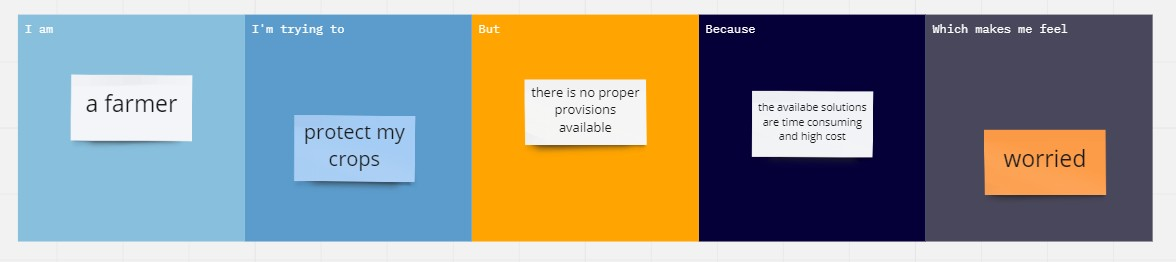 I am
a farmer
I'm trying to
protect my
crops
But
there is no proper
provisions
available
Because
the availabe solutions
are time consuming
and high cost
Which makes me feel
worried